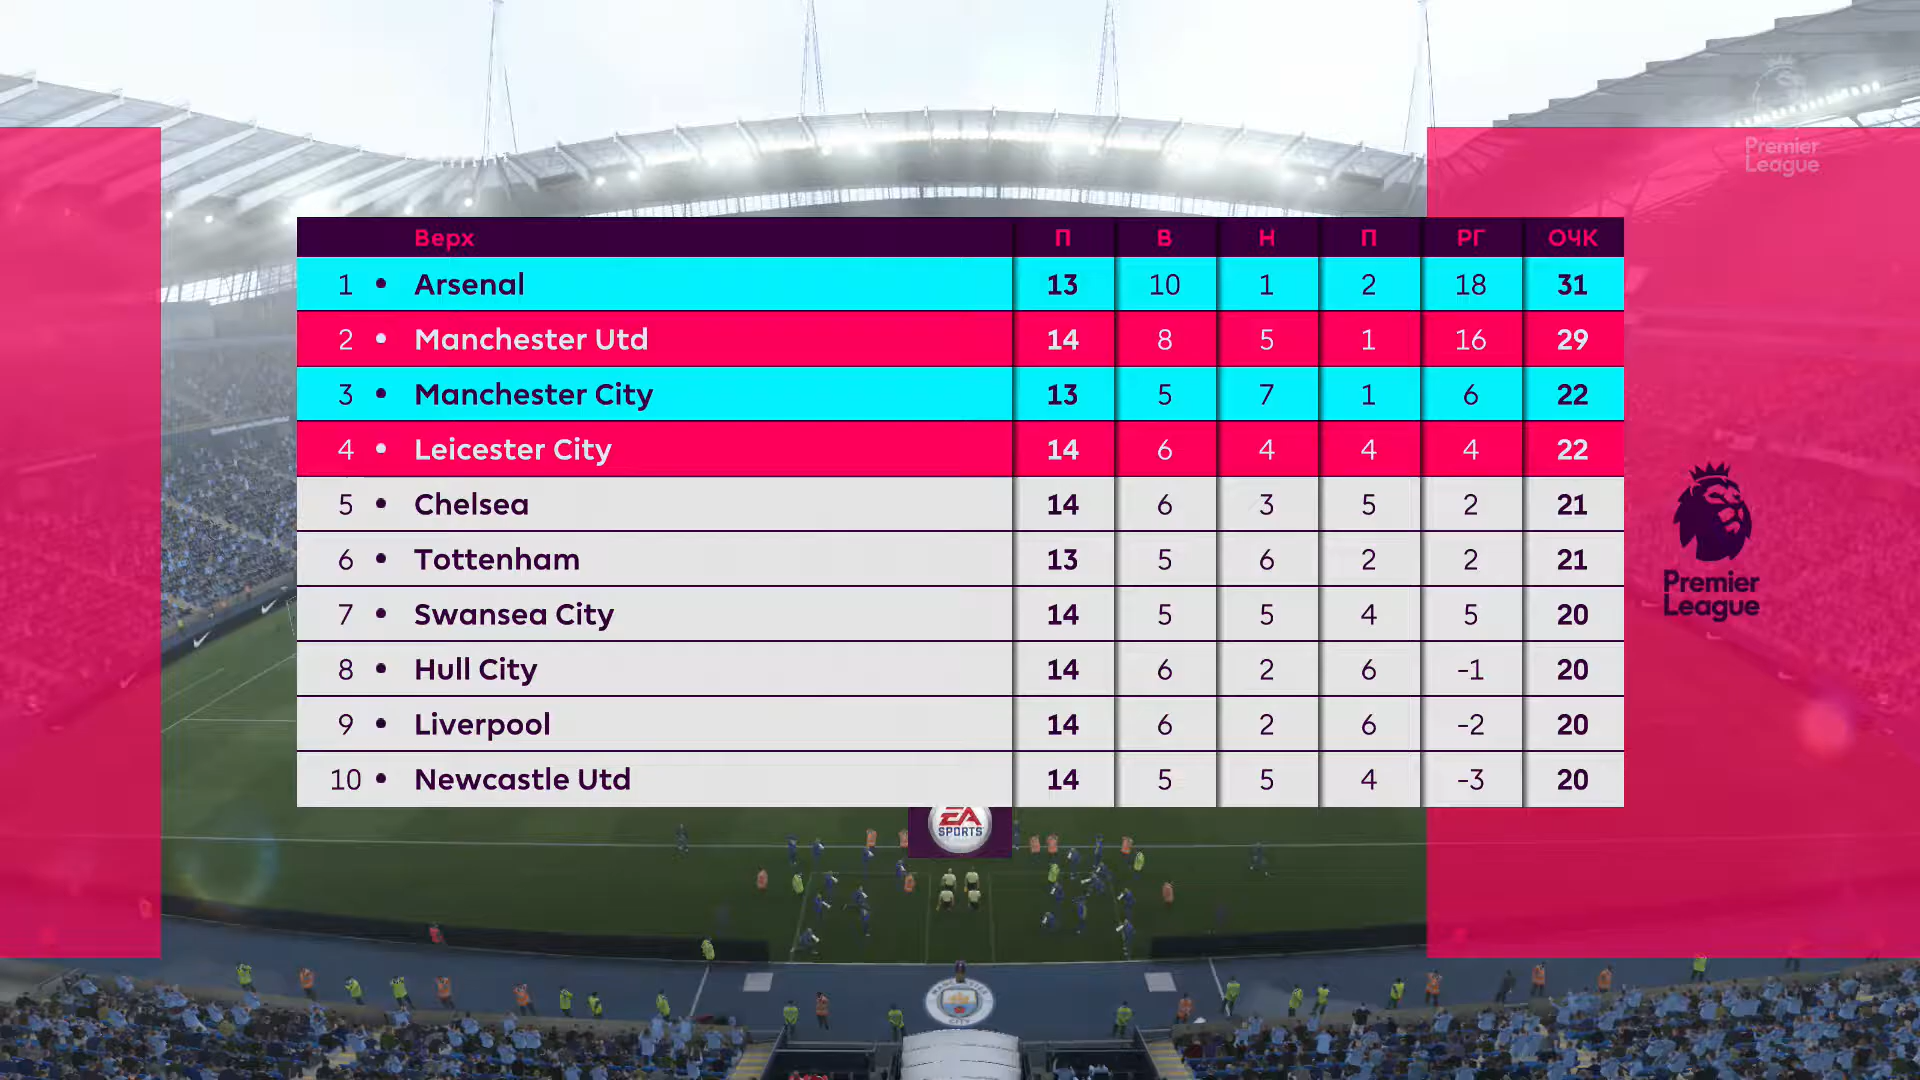 Premier
League
Верх П В Н П РГ ОЧК
1 • Arsenal 13 10 1 2 18 31
2 • Manchester Utd 14 8 5 1 16 29
3 • Manchester City 13 5 7 1 6 22
4 • Leicester City 14 6 4 4 4 22
5 • Chelsea 14 6 3 5 2 21
6 • Tottenham 13 5 6 2 2 21
7 • Swansea City 14 5 5 4 5 20
8 • Hull City 14 6 2 6 -1 20
9 • Liverpool 14 6 2 6 -2 20
10 • Newcastle Utd 14 5 5 4 -3 20
Premier
League
EA
SPORTS
MANCHESTER
CITY